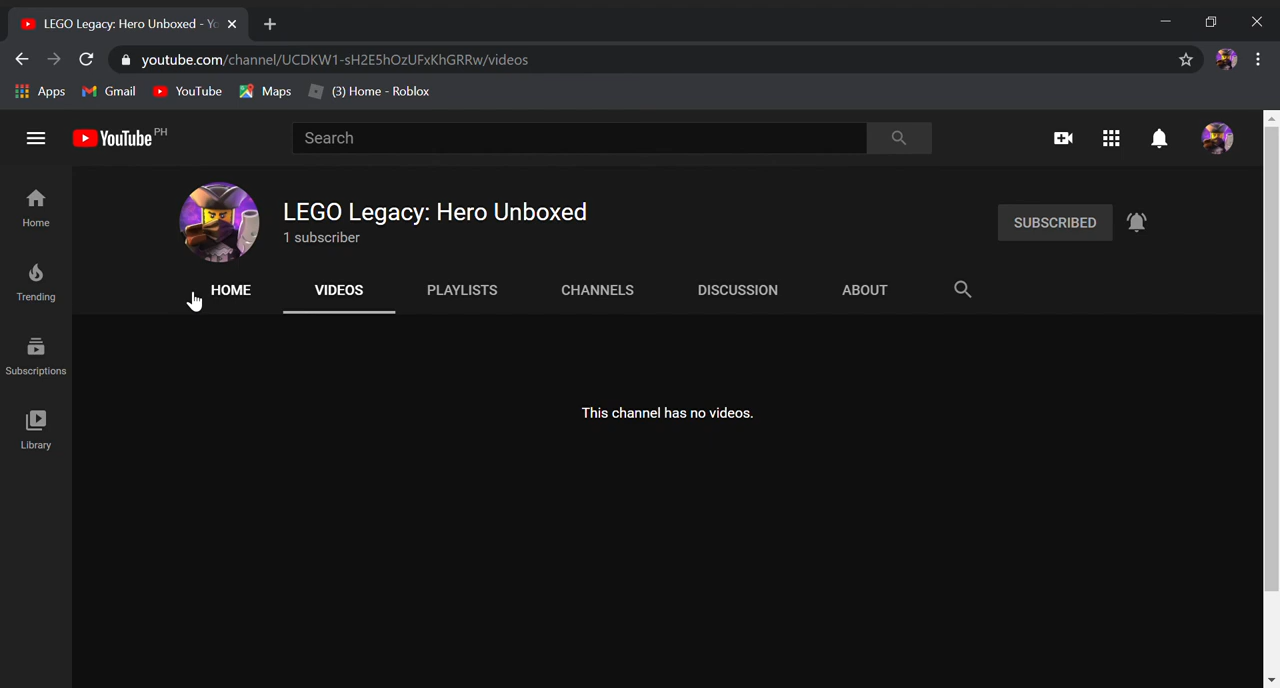 LEGO Legacy: Hero Unboxed - Yo
youtube.com/channel/UCDKW1-sH2E5hOzUFxKhGRRw/videos
Apps Gmail YouTube Maps (3) Home - Roblox
YouTube PH Search
Home
Trending
Subscriptions
Library
LEGO Legacy: Hero Unboxed
1 subscriber
SUBSCRIBED
HOME VIDEOS PLAYLISTS CHANNELS DISCUSSION ABOUT
This channel has no videos.